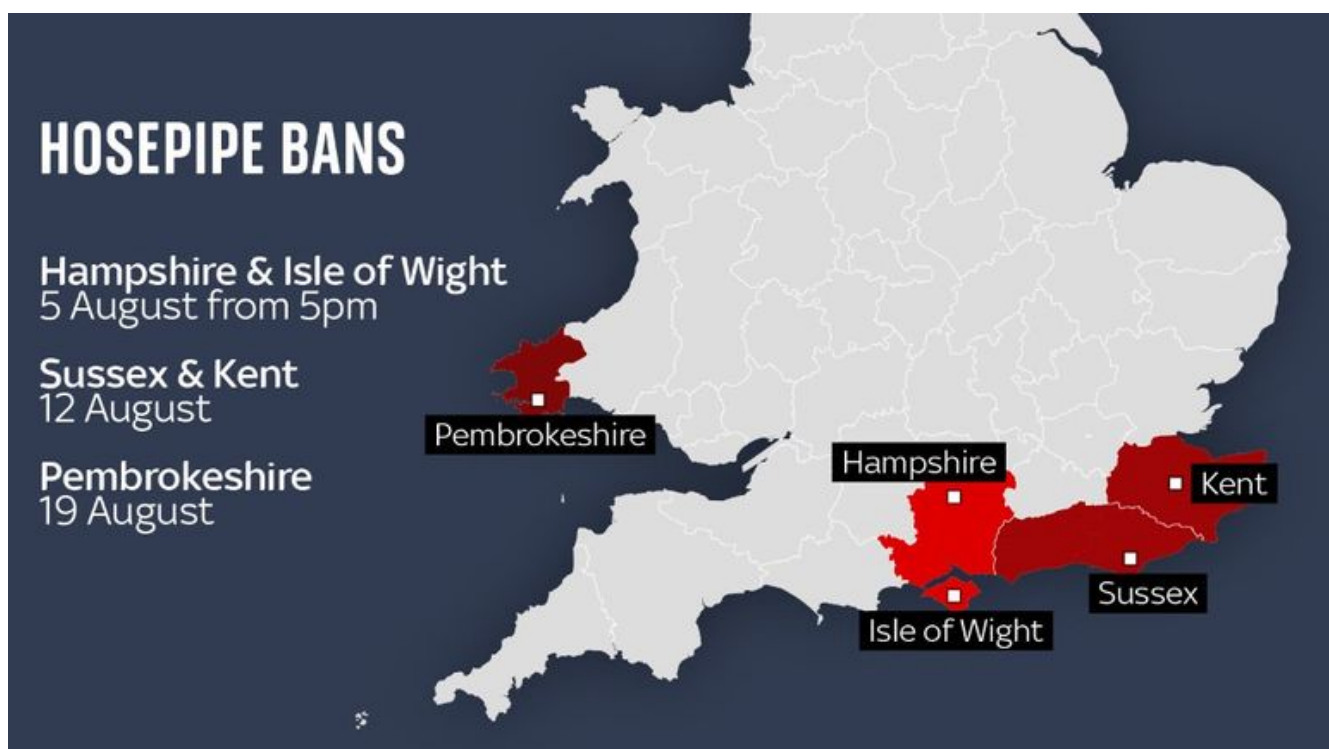 HOSEPIPE BANS
Hampshire & Isle of Wight
5 August from 5pm
Sussex & Kent
12 August
Pembrokeshire
19 August
Pembrokeshire
Hampshire
Kent
Sussex
Isle of Wight